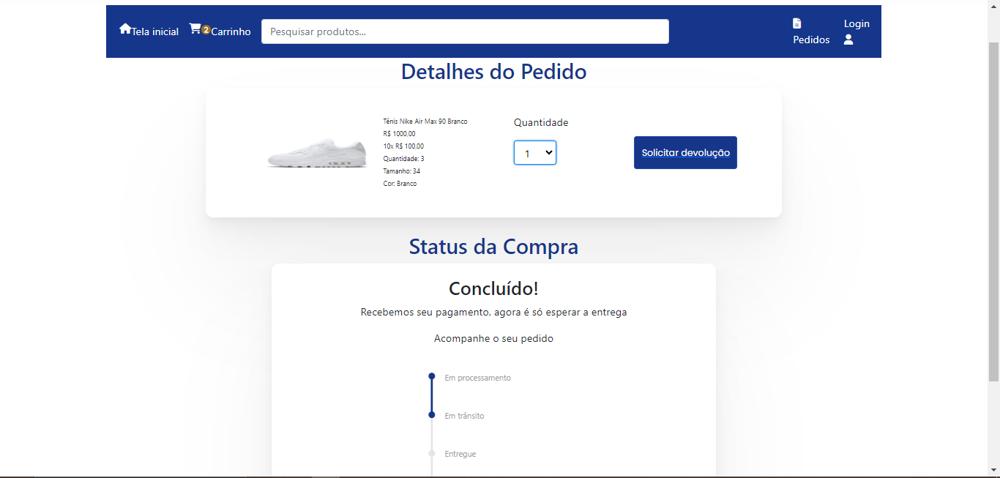 Tela inicial
2
Carrinho
Pesquisar produtos...
Pedidos
Login
Detalhes do Pedido
Tênis Nike Air Max 90 Branco
R$ 1000,00
10x R$ 100,00
Quantidade: 3
Tamanho: 34
Cor: Branco
Quantidade
1
Solicitar devolução
Status da Compra
Concluído!
Recebemos seu pagamento, agora é só esperar a entrega
Acompanhe o seu pedido
Em processamento
Em trânsito
Entregue